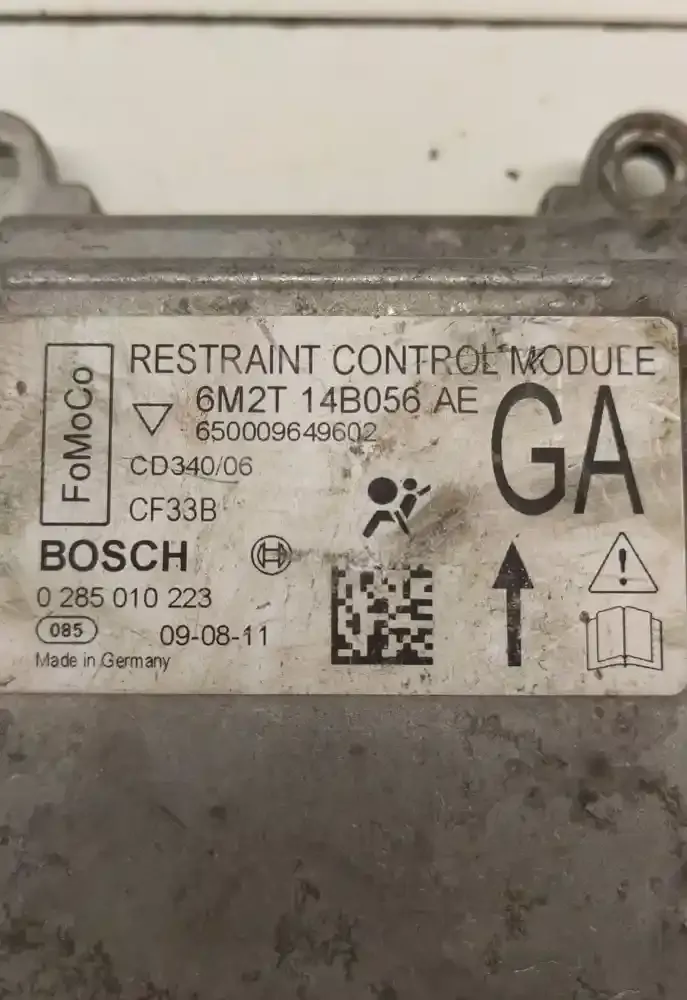 FoMoCo
RESTRAINT CONTROL MODULE
6M2T 14B056 AE
650009649602
GA
CD340/06
CF33B
BOSCH
0 285 010 223
085
09-08-11
Made in Germany